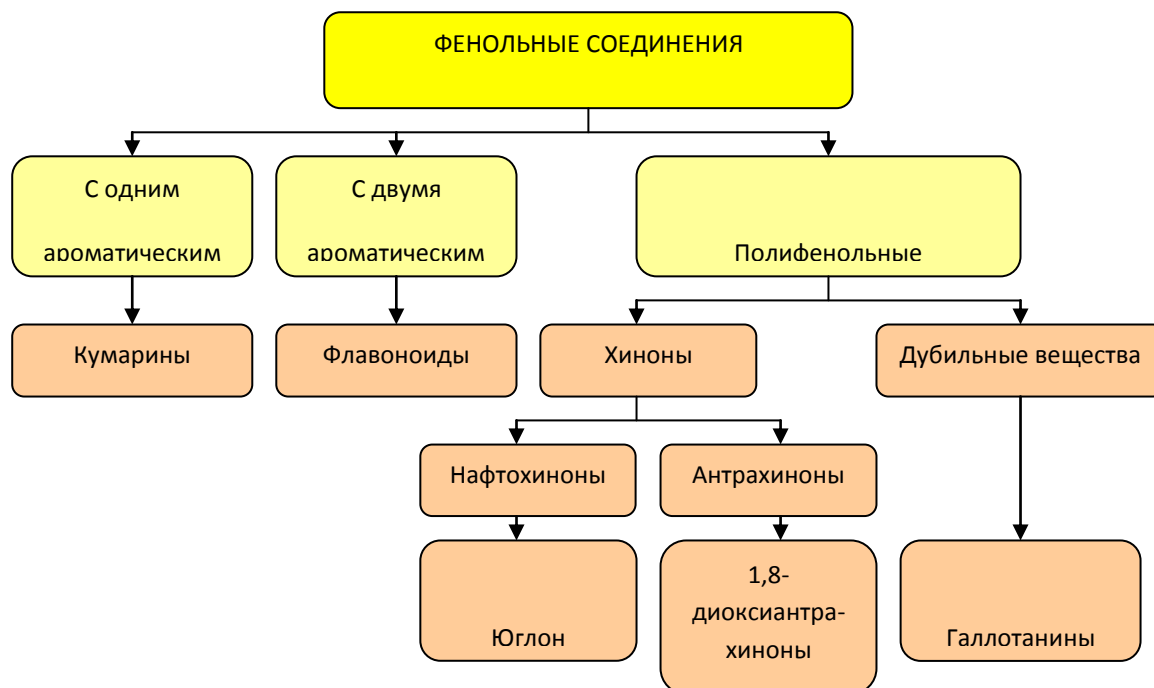 ФЕНОЛЬНЫЕ СОЕДИНЕНИЯ
С одним
ароматическим
С двумя
ароматическим
Полифенольные
Кумарины
Флавоноиды
Хиноны
Дубильные вещества
Нафтохиноны
Антрахиноны
Юглон
1,8-
диоксиантра-
хиноны
Галлотанины